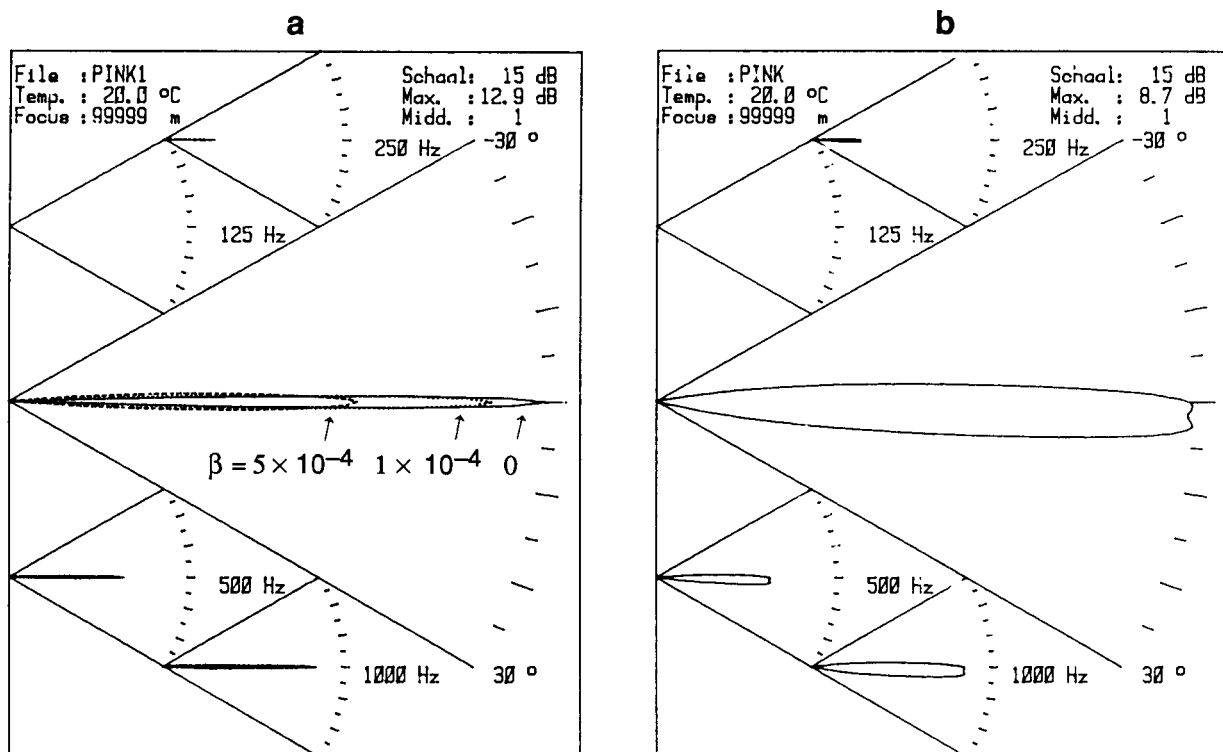 a
File :PINK1
Temp. : 20.0 °C
Focus :99999 m
Schaal: 15 dB
Max. :12.9 dB
Midd. : 1
250 Hz
-30 °
125 Hz
β = 5 × 10⁻⁴ 1 × 10⁻⁴ 0
500 Hz
1000 Hz
30 °
b
File :PINK
Temp. : 20.0 °C
Focus :99999 m
Schaal: 15 dB
Max. : 8.7 dB
Midd. : 1
250 Hz
-30 °
125 Hz
500 Hz
1000 Hz
30 °